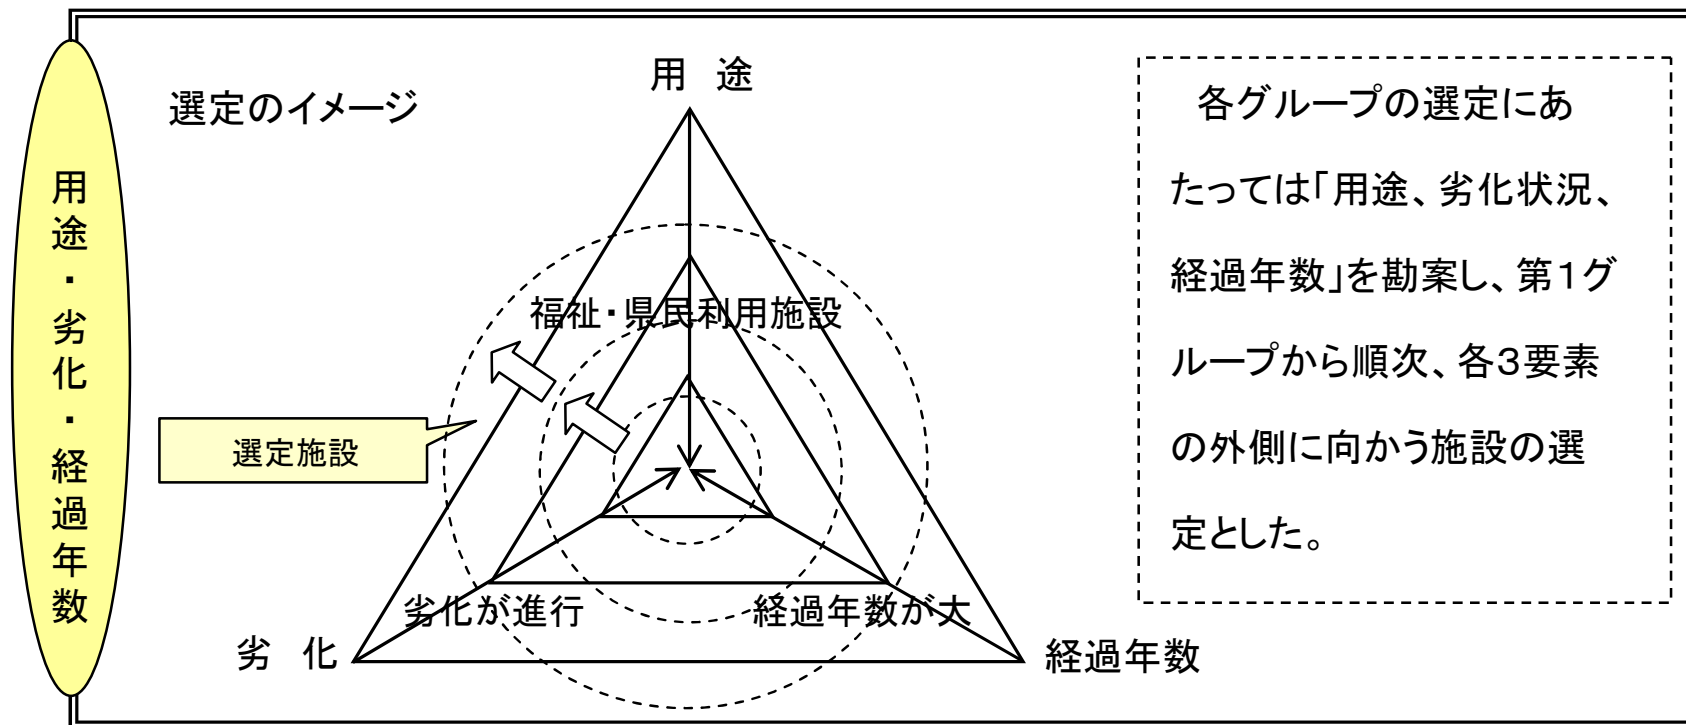 用途・劣化・経過年数
選定のイメージ
用　途
福祉・県民利用施設
選定施設
劣化が進行
経過年数が大
劣　化
経過年数
各グループの選定にあ
たっては「用途、劣化状況、
経過年数」を勘案し、第１グ
ループから順次、各３要素
の外側に向かう施設の選
定とした。